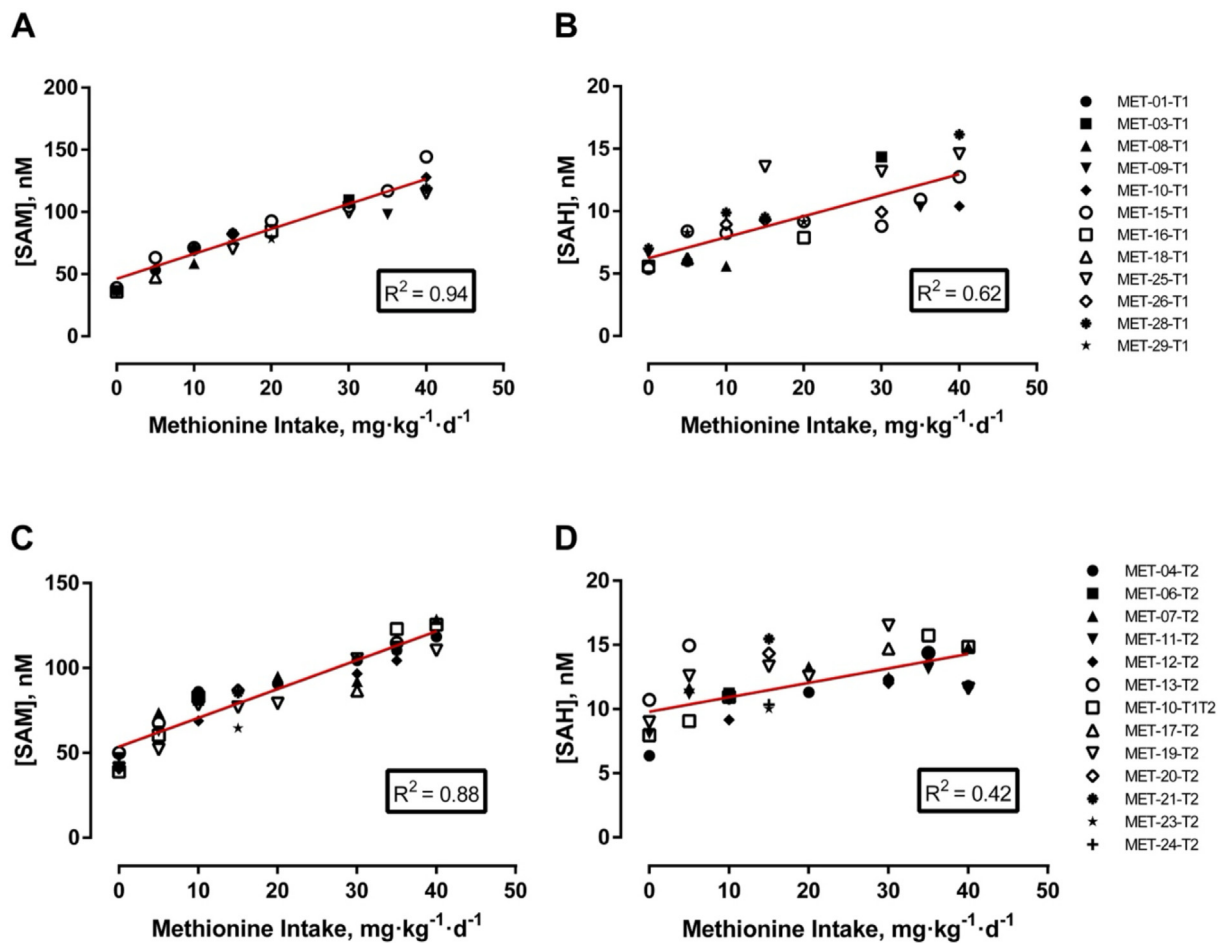 A
B
[SAM], nM
200
150
100
50
0
0 10 20 30 40 50
Methionine Intake, mg·kg⁻¹·d⁻¹
R² = 0.94
[SAH], nM
20
15
10
5
0
0 10 20 30 40 50
Methionine Intake, mg·kg⁻¹·d⁻¹
R² = 0.62
MET-01-T1
MET-03-T1
MET-08-T1
MET-09-T1
MET-10-T1
MET-15-T1
MET-16-T1
MET-18-T1
MET-25-T1
MET-26-T1
MET-28-T1
MET-29-T1
C
D
[SAM], nM
150
100
50
0
0 10 20 30 40 50
Methionine Intake, mg·kg⁻¹·d⁻¹
R² = 0.88
[SAH], nM
20
15
10
5
0
0 10 20 30 40 50
Methionine Intake, mg·kg⁻¹·d⁻¹
R² = 0.42
MET-04-T2
MET-06-T2
MET-07-T2
MET-11-T2
MET-12-T2
MET-13-T2
MET-10-T1T2
MET-17-T2
MET-19-T2
MET-20-T2
MET-21-T2
MET-23-T2
MET-24-T2